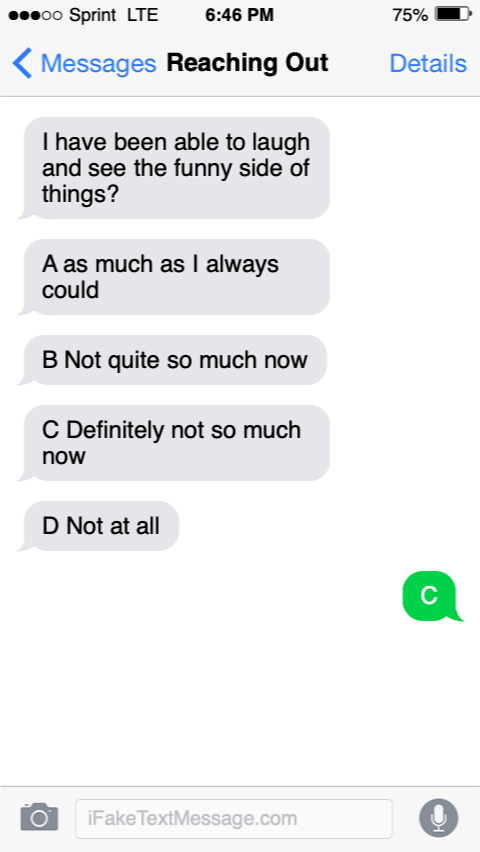 Sprint LTE 6:46 PM 75%
Messages Reaching Out Details
I have been able to laugh
and see the funny side of
things?
A as much as I always
could
B Not quite so much now
C Definitely not so much
now
D Not at all
C
iFakeTextMessage.com